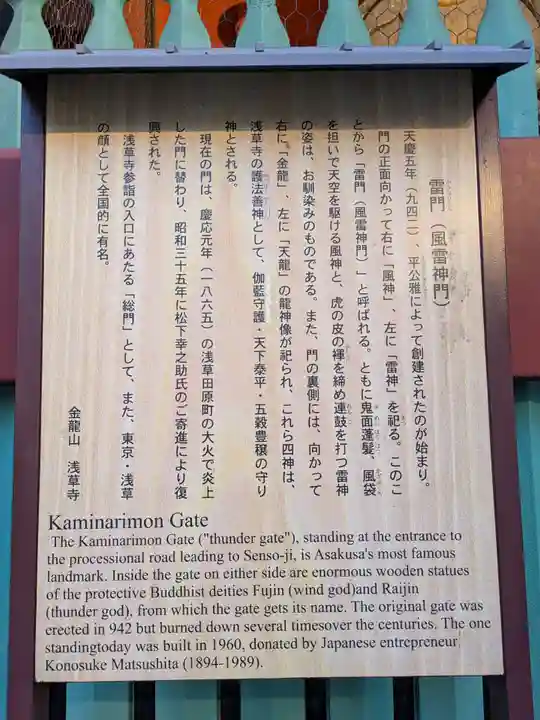 雷門（風雷神門）
天慶五年（九四二）、平公雅によって創建されたのが始まり。
門の正面向かって右に「風神」、左に「雷神」を祀る。このこ
とから「雷門（風雷神門）」と呼ばれる。ともに鬼面蓬髪、風袋
を担いで天空を駆ける風神と、虎の皮の褌を締め連鼓を打つ雷神
の姿は、お馴染みのものである。また、門の裏側には、向かって
右に「金龍」、左に「天龍」の龍神像が祀られ、これら四神は、
浅草寺の護法善神として、伽藍守護・天下泰平・五穀豊穣の守り
神とされる。
現在の門は、慶応元年（一八六五）の浅草田原町の大火で炎上
した門に替わり、昭和三十五年に松下幸之助氏のご寄進により復
興された。
浅草寺参詣の入口にあたる「総門」として、また、東京・浅草
の顔として全国的に有名。
金龍山　浅草寺
Kaminarimon Gate
The Kaminarimon Gate ("thunder gate"), standing at the entrance to
the processional road leading to Senso-ji, is Asakusa's most famous
landmark. Inside the gate on either side are enormous wooden statues
of the protective Buddhist deities Fujin (wind god)and Raijin
(thunder god), from which the gate gets its name. The original gate was
erected in 942 but burned down several timesover the centuries. The one
standingtoday was built in 1960, donated by Japanese entrepreneur
Konosuke Matsushita (1894-1989).